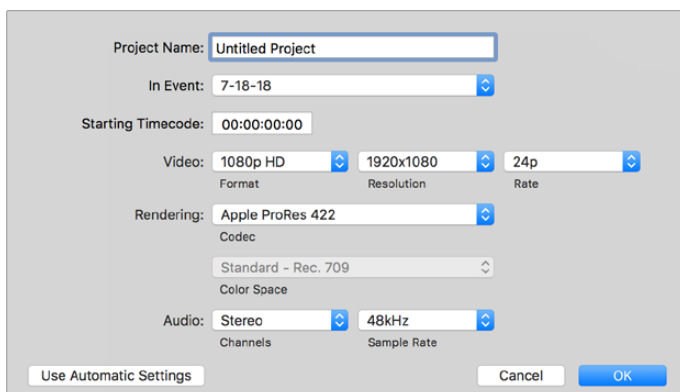 Project Name: Untitled Project
In Event: 7-18-18
Starting Timecode: 00:00:00:00
Video: 1080p HD 1920x1080 24p
Format Resolution Rate
Rendering: Apple ProRes 422
Codec
Standard - Rec. 709
Color Space
Audio: Stereo 48kHz
Channels Sample Rate
Use Automatic Settings Cancel OK